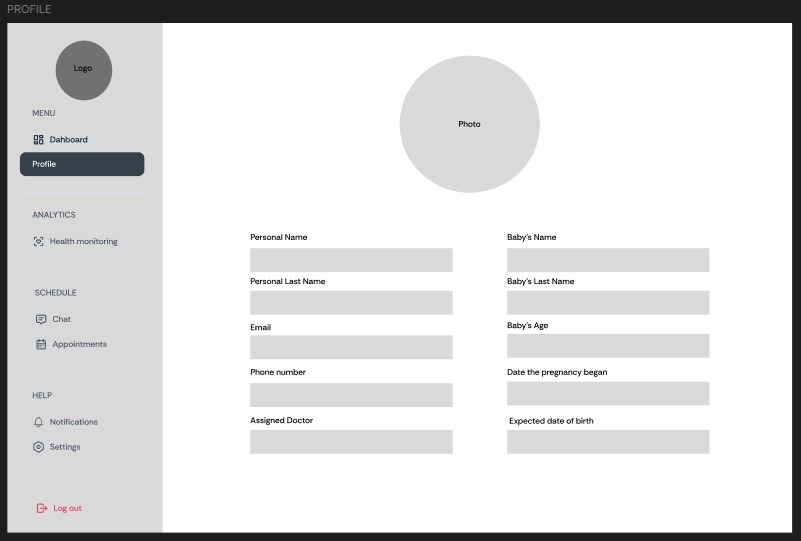 PROFILE
Logo
MENU
Dahboard
Profile
ANALYTICS
Health monitoring
SCHEDULE
Chat
Appointments
HELP
Notifications
Settings
Log out
Photo
Personal Name
Personal Last Name
Email
Phone number
Assigned Doctor
Baby's Name
Baby's Last Name
Baby's Age
Date the pregnancy began
Expected date of birth